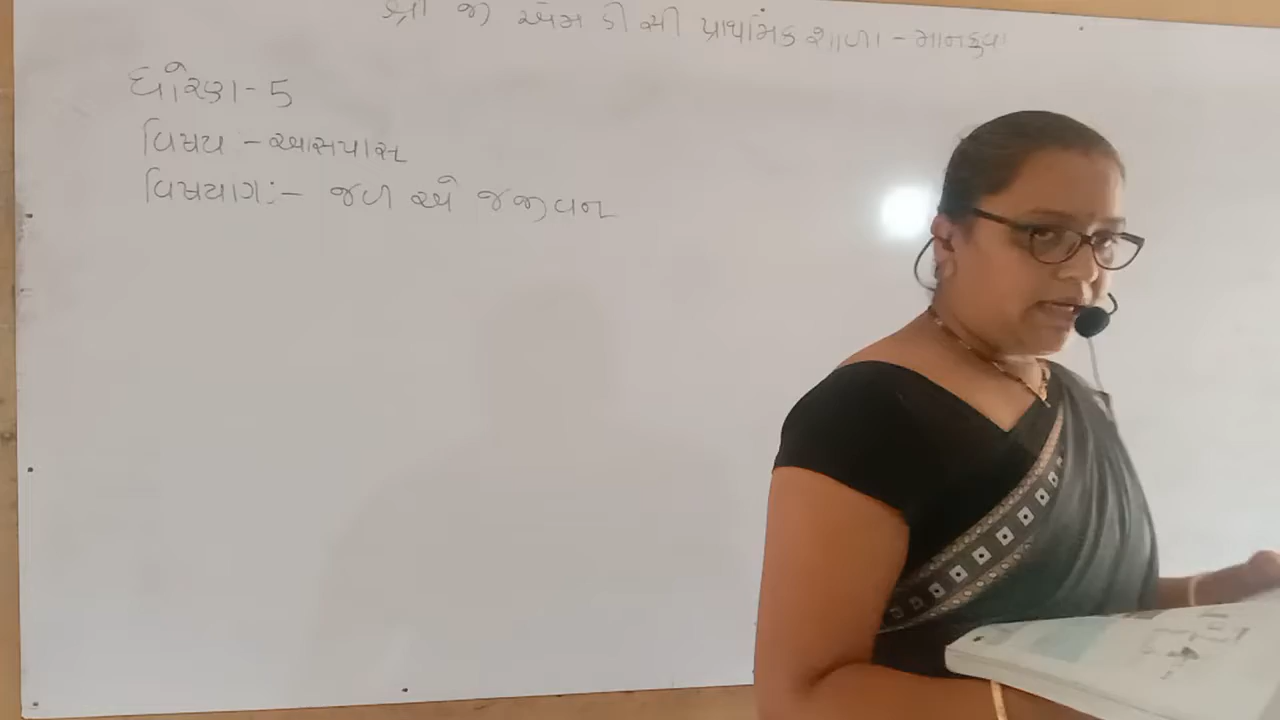 શ્રી જી એમ ડી સી પ્રાથમિક શાળા - માનકુવા
ધોરણ - 5
વિષય :- આસપાસ
વિષયાંગ :- જળ એ જ જીવન